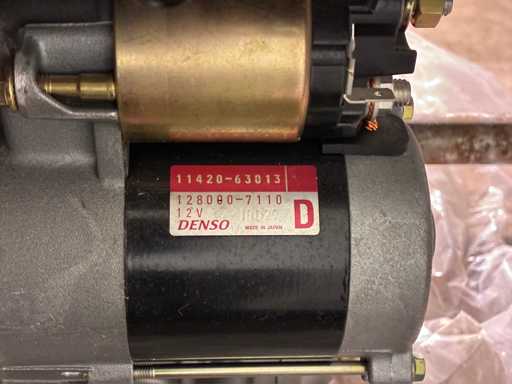 11420-63013
128000-7110
12V
DENSO MADE IN JAPAN
D